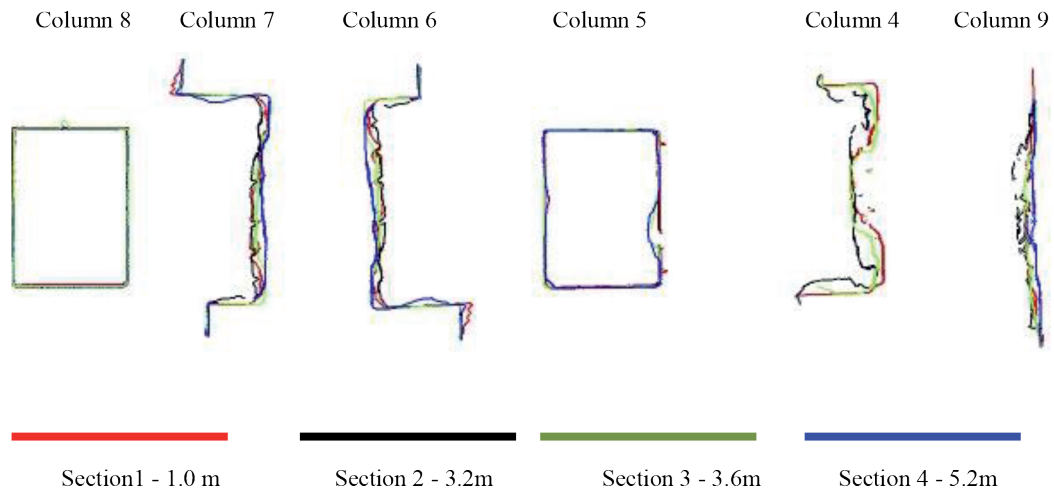 Column 8 Column 7 Column 6 Column 5 Column 4 Column 9
Section1 - 1.0 m Section 2 - 3.2m Section 3 - 3.6m Section 4 - 5.2m